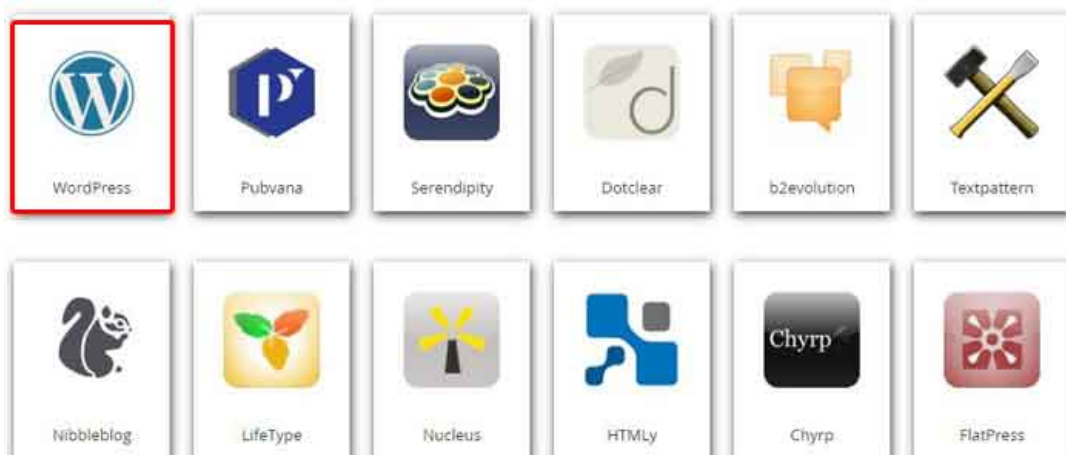 WordPress
Pubvana
Serendipity
Dotclear
b2evolution
Textpattern
Chyrp
Nibbleblog
LifeType
Nucleus
HTMLy
Chyrp
FlatPress